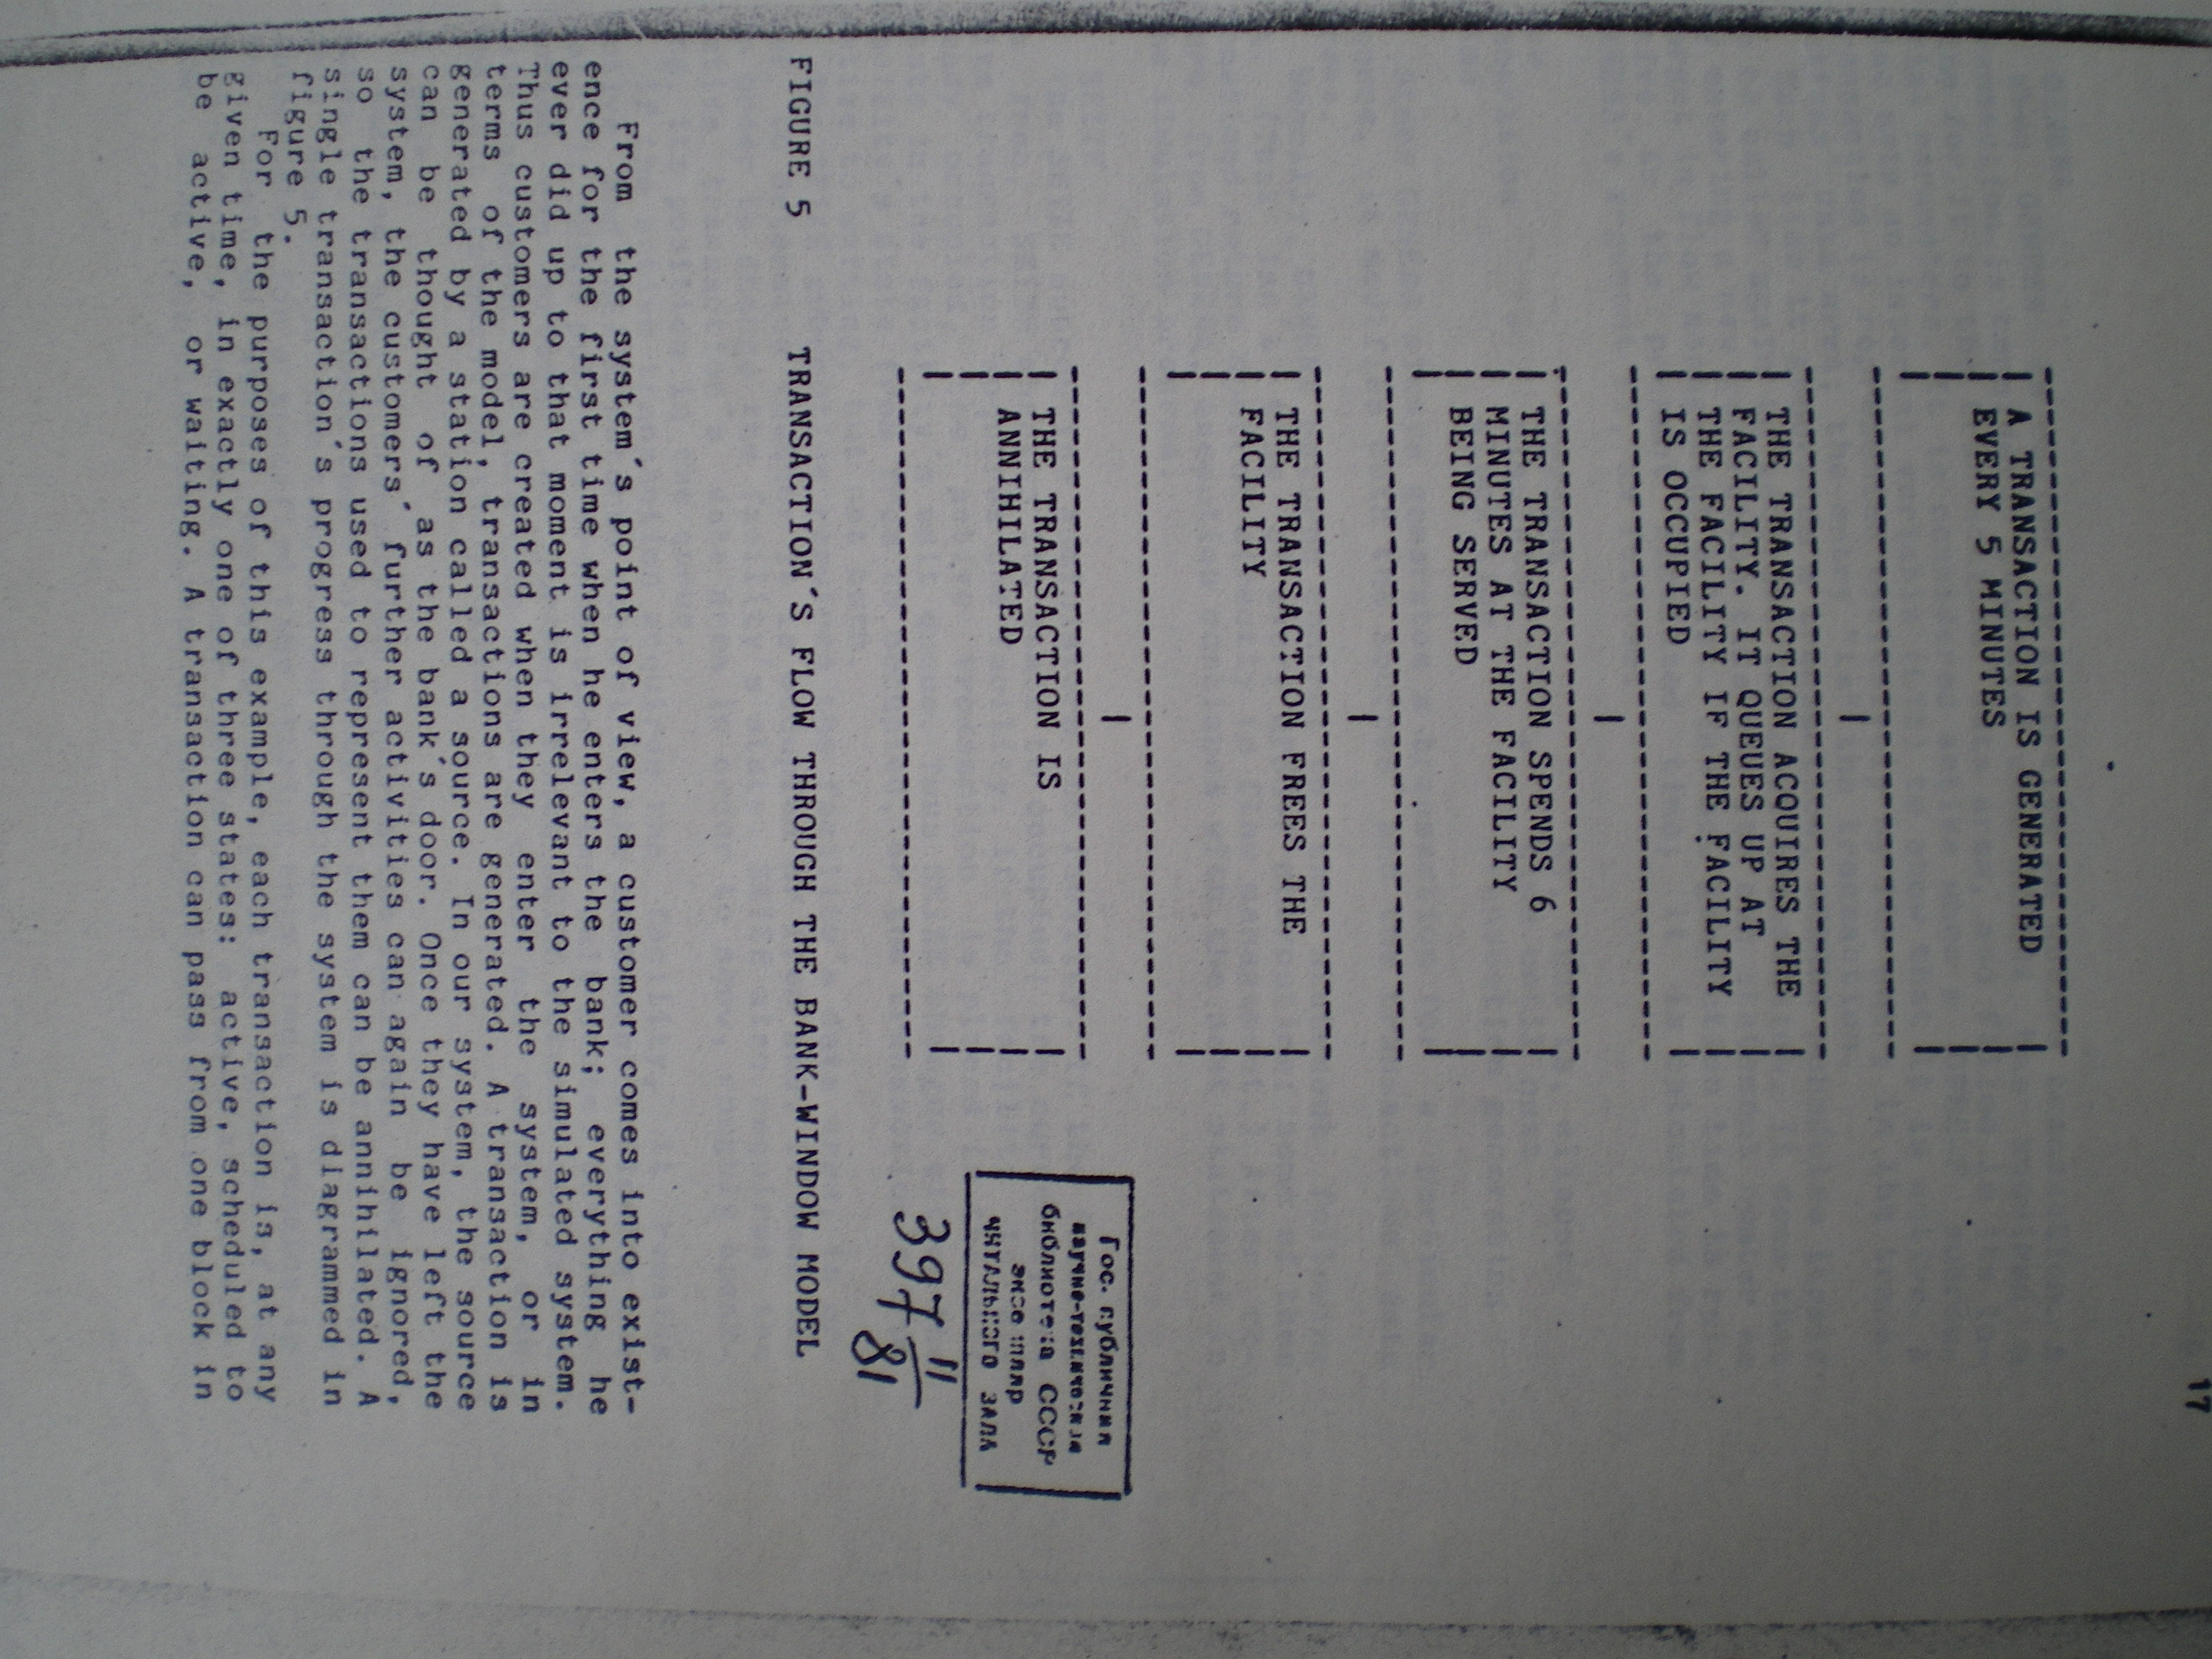 17
A TRANSACTION IS GENERATED
EVERY 5 MINUTES
THE TRANSACTION ACQUIRES THE
FACILITY. IT QUEUES UP AT
THE FACILITY IF THE FACILITY
IS OCCUPIED
THE TRANSACTION SPENDS 6
MINUTES AT THE FACILITY
BEING SERVED
THE TRANSACTION FREES THE
FACILITY
THE TRANSACTION IS
ANNIHILATED
Гос. публичная
научно-техническая
библиотека СССР
экземпляр
ЧИТАЛЬНОГО ЗАЛА
397 11
81
FIGURE 5 TRANSACTION´S FLOW THROUGH THE BANK-WINDOW MODEL
From the system´s point of view, a customer comes into exist-
ence for the first time when he enters the bank; everything he
ever did up to that moment is irrelevant to the simulated system.
Thus customers are created when they enter the system, or in
terms of the model, transactions are generated. A transaction is
generated by a station called a source. In our system, the source
can be thought of as the bank´s door. Once they have left the
system, the customers´ further activities can again be ignored,
so the transactions used to represent them can be annihilated. A
single transaction´s progress through the system is diagrammed in
figure 5.
For the purposes of this example, each transaction is, at any
given time, in exactly one of three states: active, scheduled to
be active, or waiting. A transaction can pass from one block in